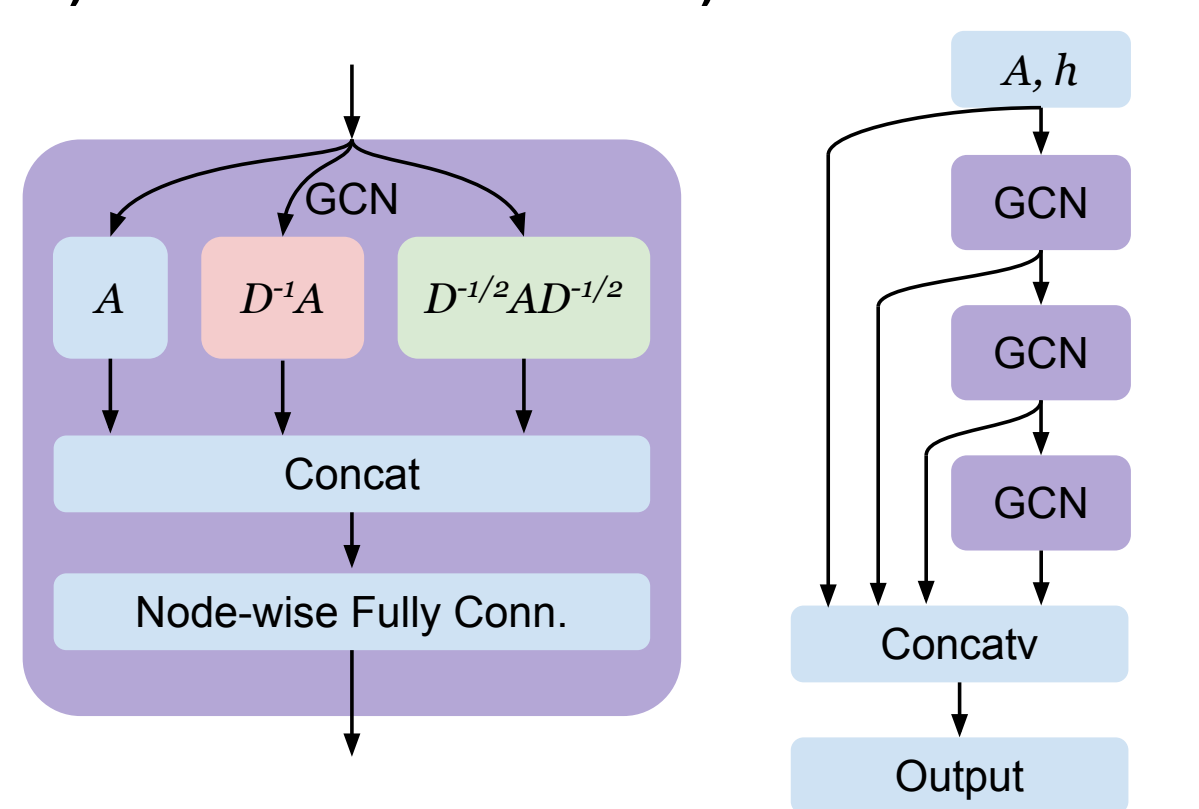 GCN
A
D⁻¹A
D⁻¹/²AD⁻¹/²
Concat
Node-wise Fully Conn.
A, h
GCN
GCN
GCN
Concatv
Output